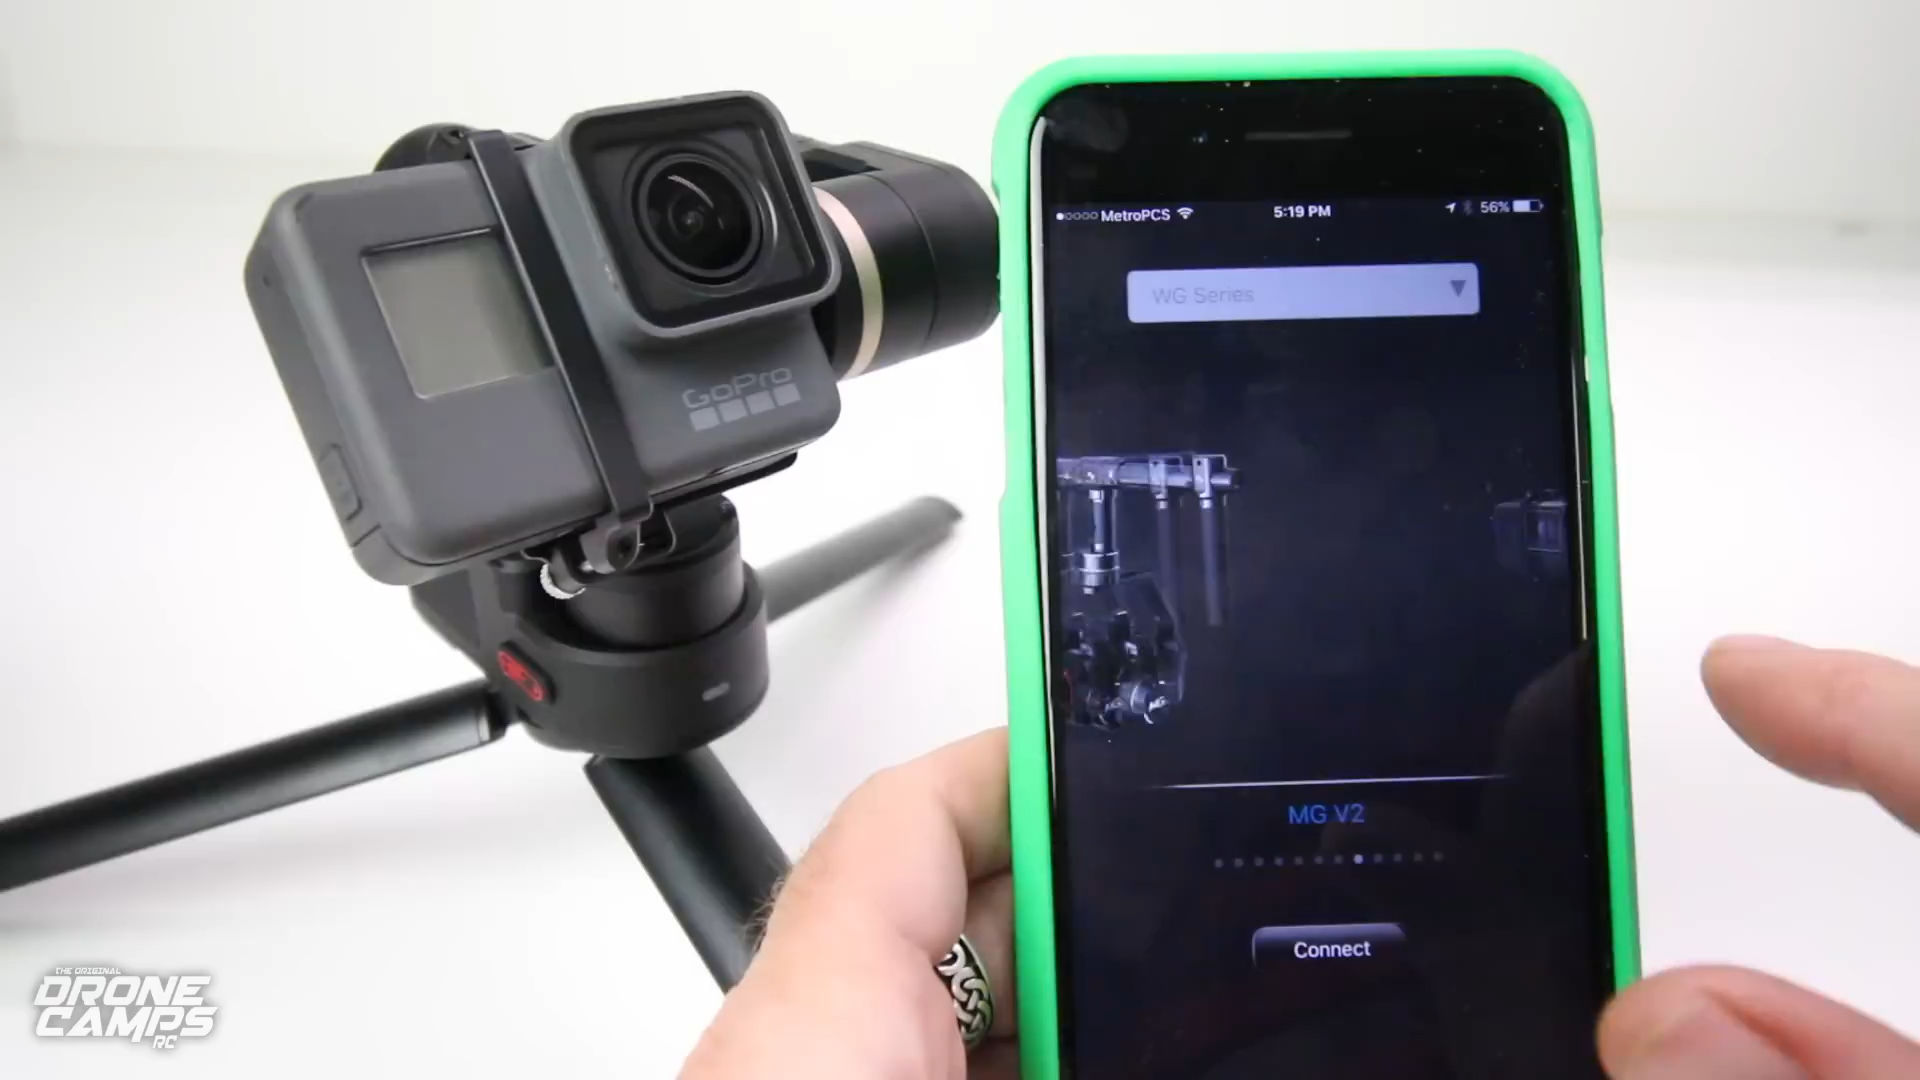 GoPro
MetroPCS 5:19 PM 56%
WG Series
MG V2
Connect
THE ORIGINAL
DRONE
CAMPS
RC